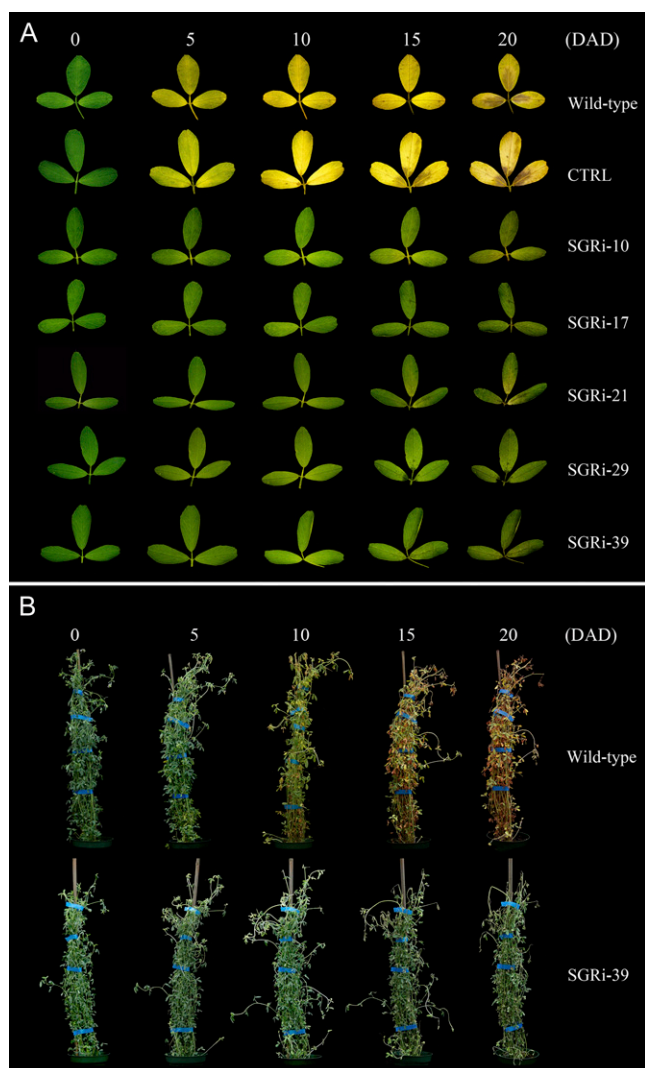 A
0 5 10 15 20 (DAD)
Wild-type
CTRL
SGRi-10
SGRi-17
SGRi-21
SGRi-29
SGRi-39
B
0 5 10 15 20 (DAD)
Wild-type
SGRi-39